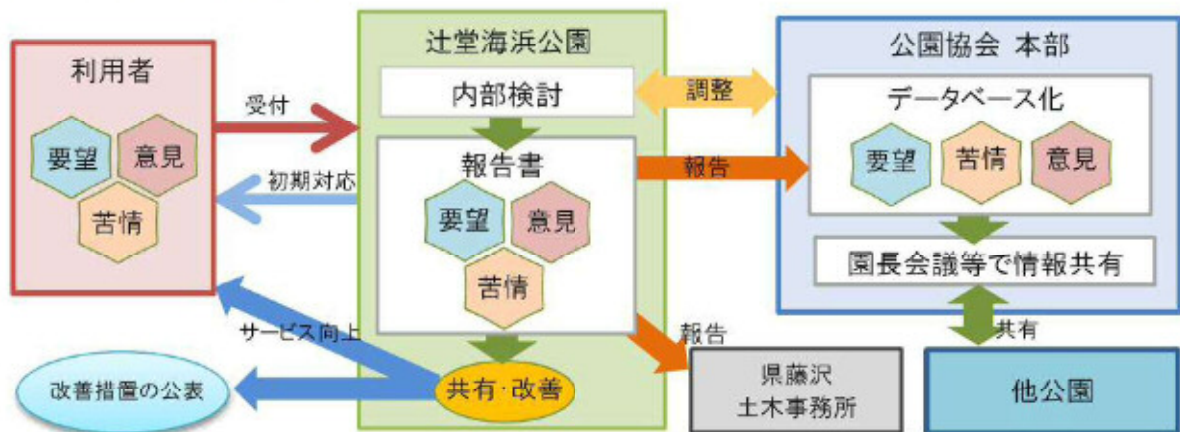 利用者
要望
意見
苦情
受付
初期対応
サービス向上
改善措置の公表
辻堂海浜公園
内部検討
報告書
要望
意見
苦情
共有・改善
調整
報告
報告
県藤沢
土木事務所
公園協会 本部
データベース化
要望
苦情
意見
園長会議等で情報共有
共有
他公園